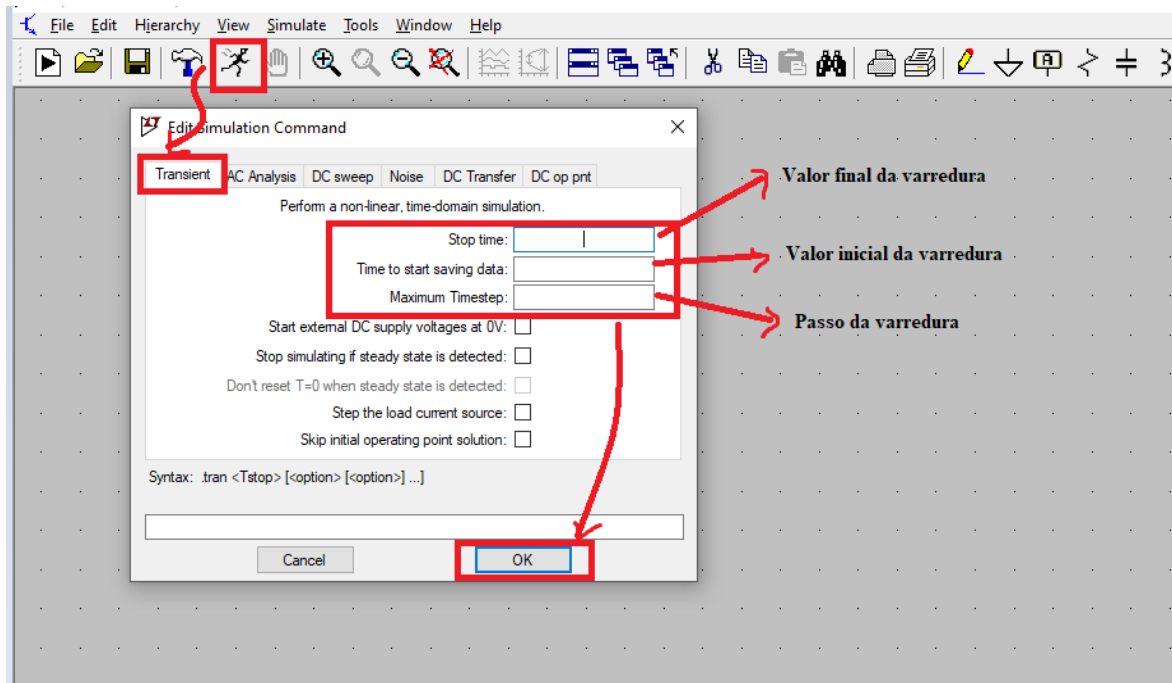 File Edit Hierarchy View Simulate Tools Window Help
A
Edit Simulation Command
Transient AC Analysis DC sweep Noise DC Transfer DC op pnt
Perform a non-linear, time-domain simulation.
Stop time:
Valor final da varredura
Time to start saving data:
Valor inicial da varredura
Maximum Timestep:
Passo da varredura
Start external DC supply voltages at 0V:
Stop simulating if steady state is detected:
Don't reset T=0 when steady state is detected:
Step the load current source:
Skip initial operating point solution:
Syntax: .tran <Tstop> [<option> [<option>] ...]
Cancel OK